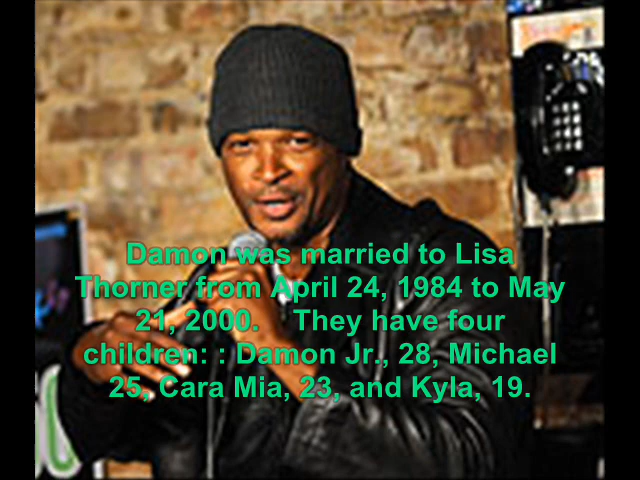 Damon was married to Lisa
Thorner from April 24, 1984 to May
21, 2000.    They have four
children: : Damon Jr., 28, Michael
25, Cara Mia, 23, and Kyla, 19.